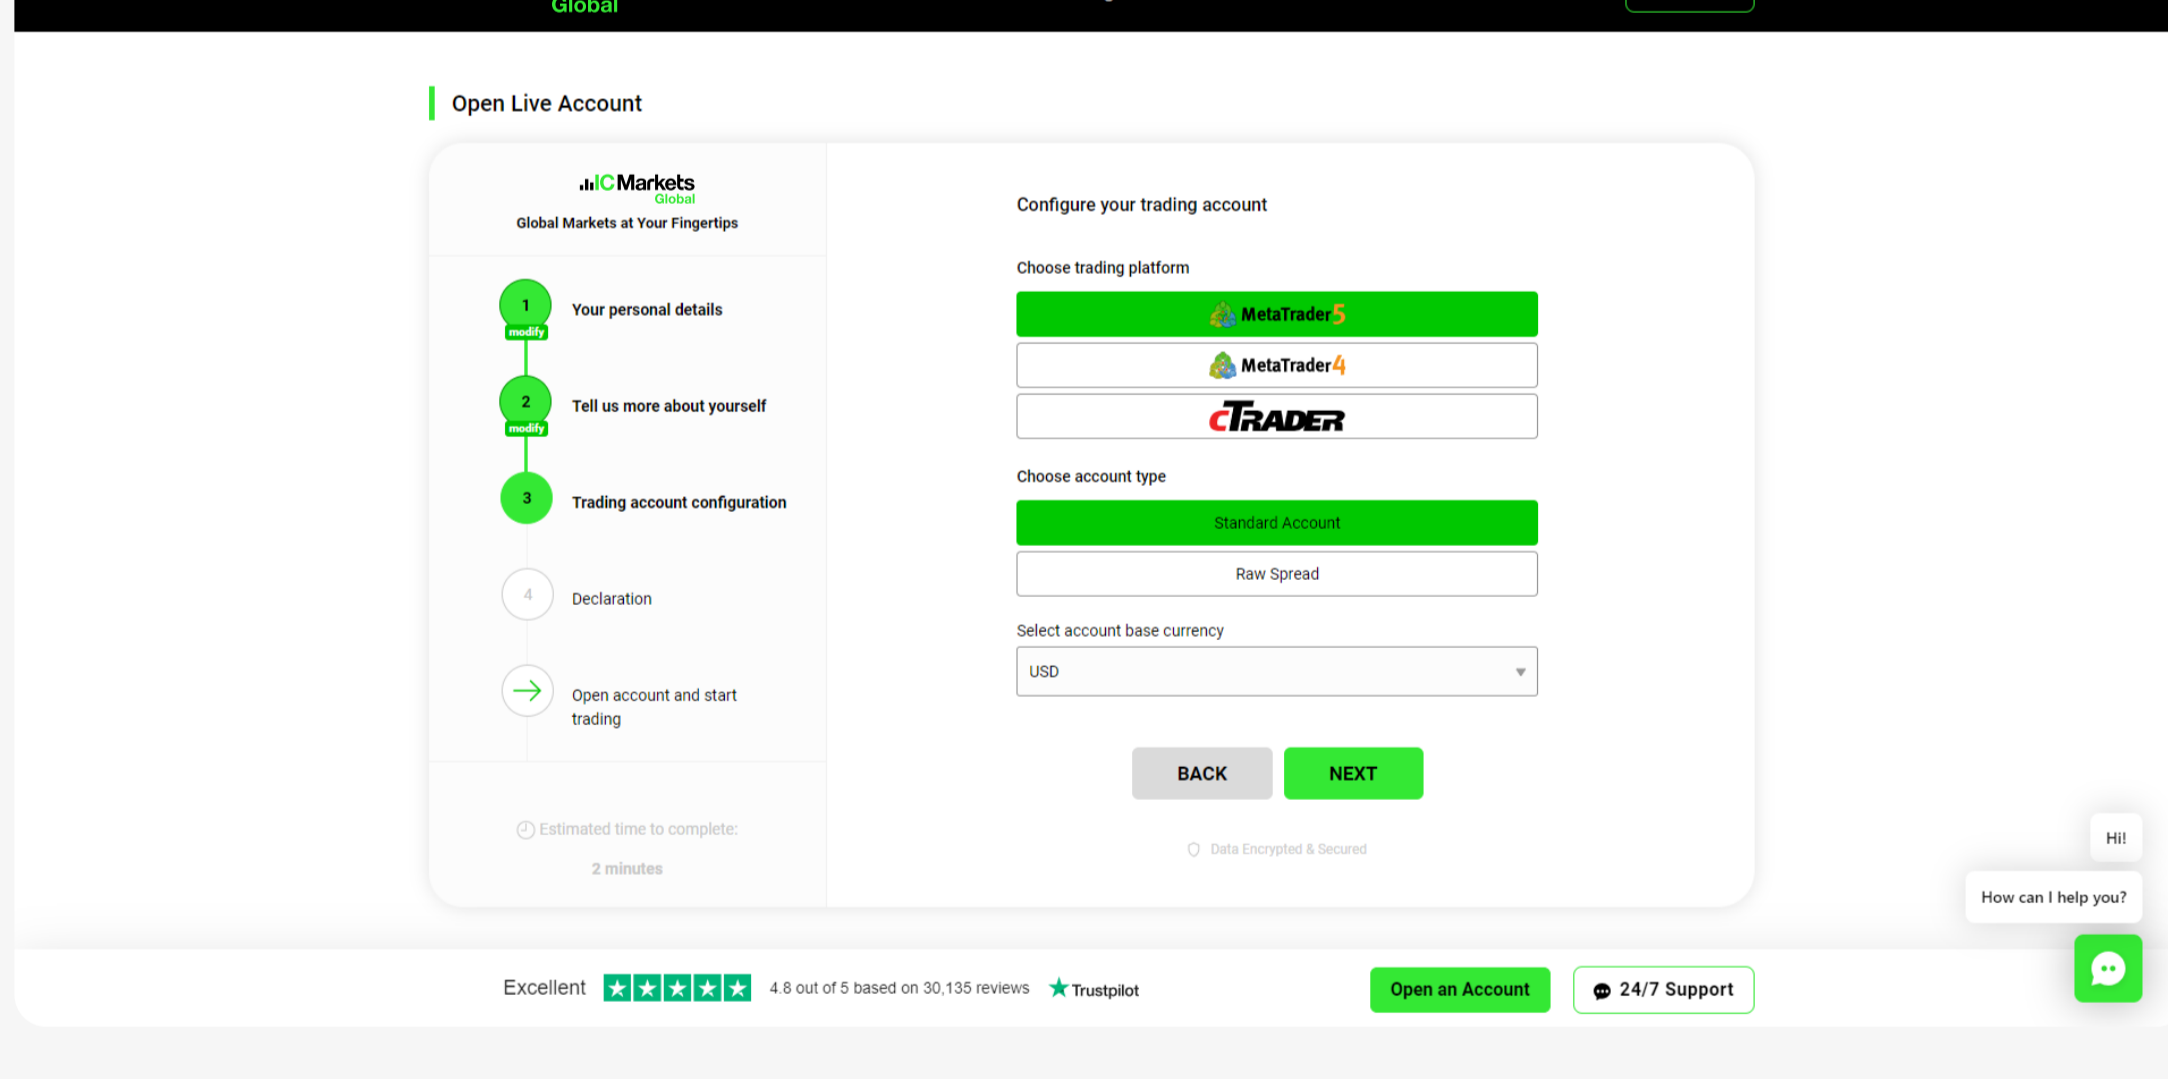 Global
Open Live Account
ICMarkets
Global
Global Markets at Your Fingertips
1
modify
Your personal details
2
modify
Tell us more about yourself
3
Trading account configuration
4
Declaration
Open account and start
trading
Estimated time to complete:
2 minutes
Configure your trading account
Choose trading platform
MetaTrader 5
MetaTrader 4
cTRADER
Choose account type
Standard Account
Raw Spread
Select account base currency
USD
BACK
NEXT
Data Encrypted & Secured
Hi!
How can I help you?
Excellent
4.8 out of 5 based on 30,135 reviews
Trustpilot
Open an Account
24/7 Support